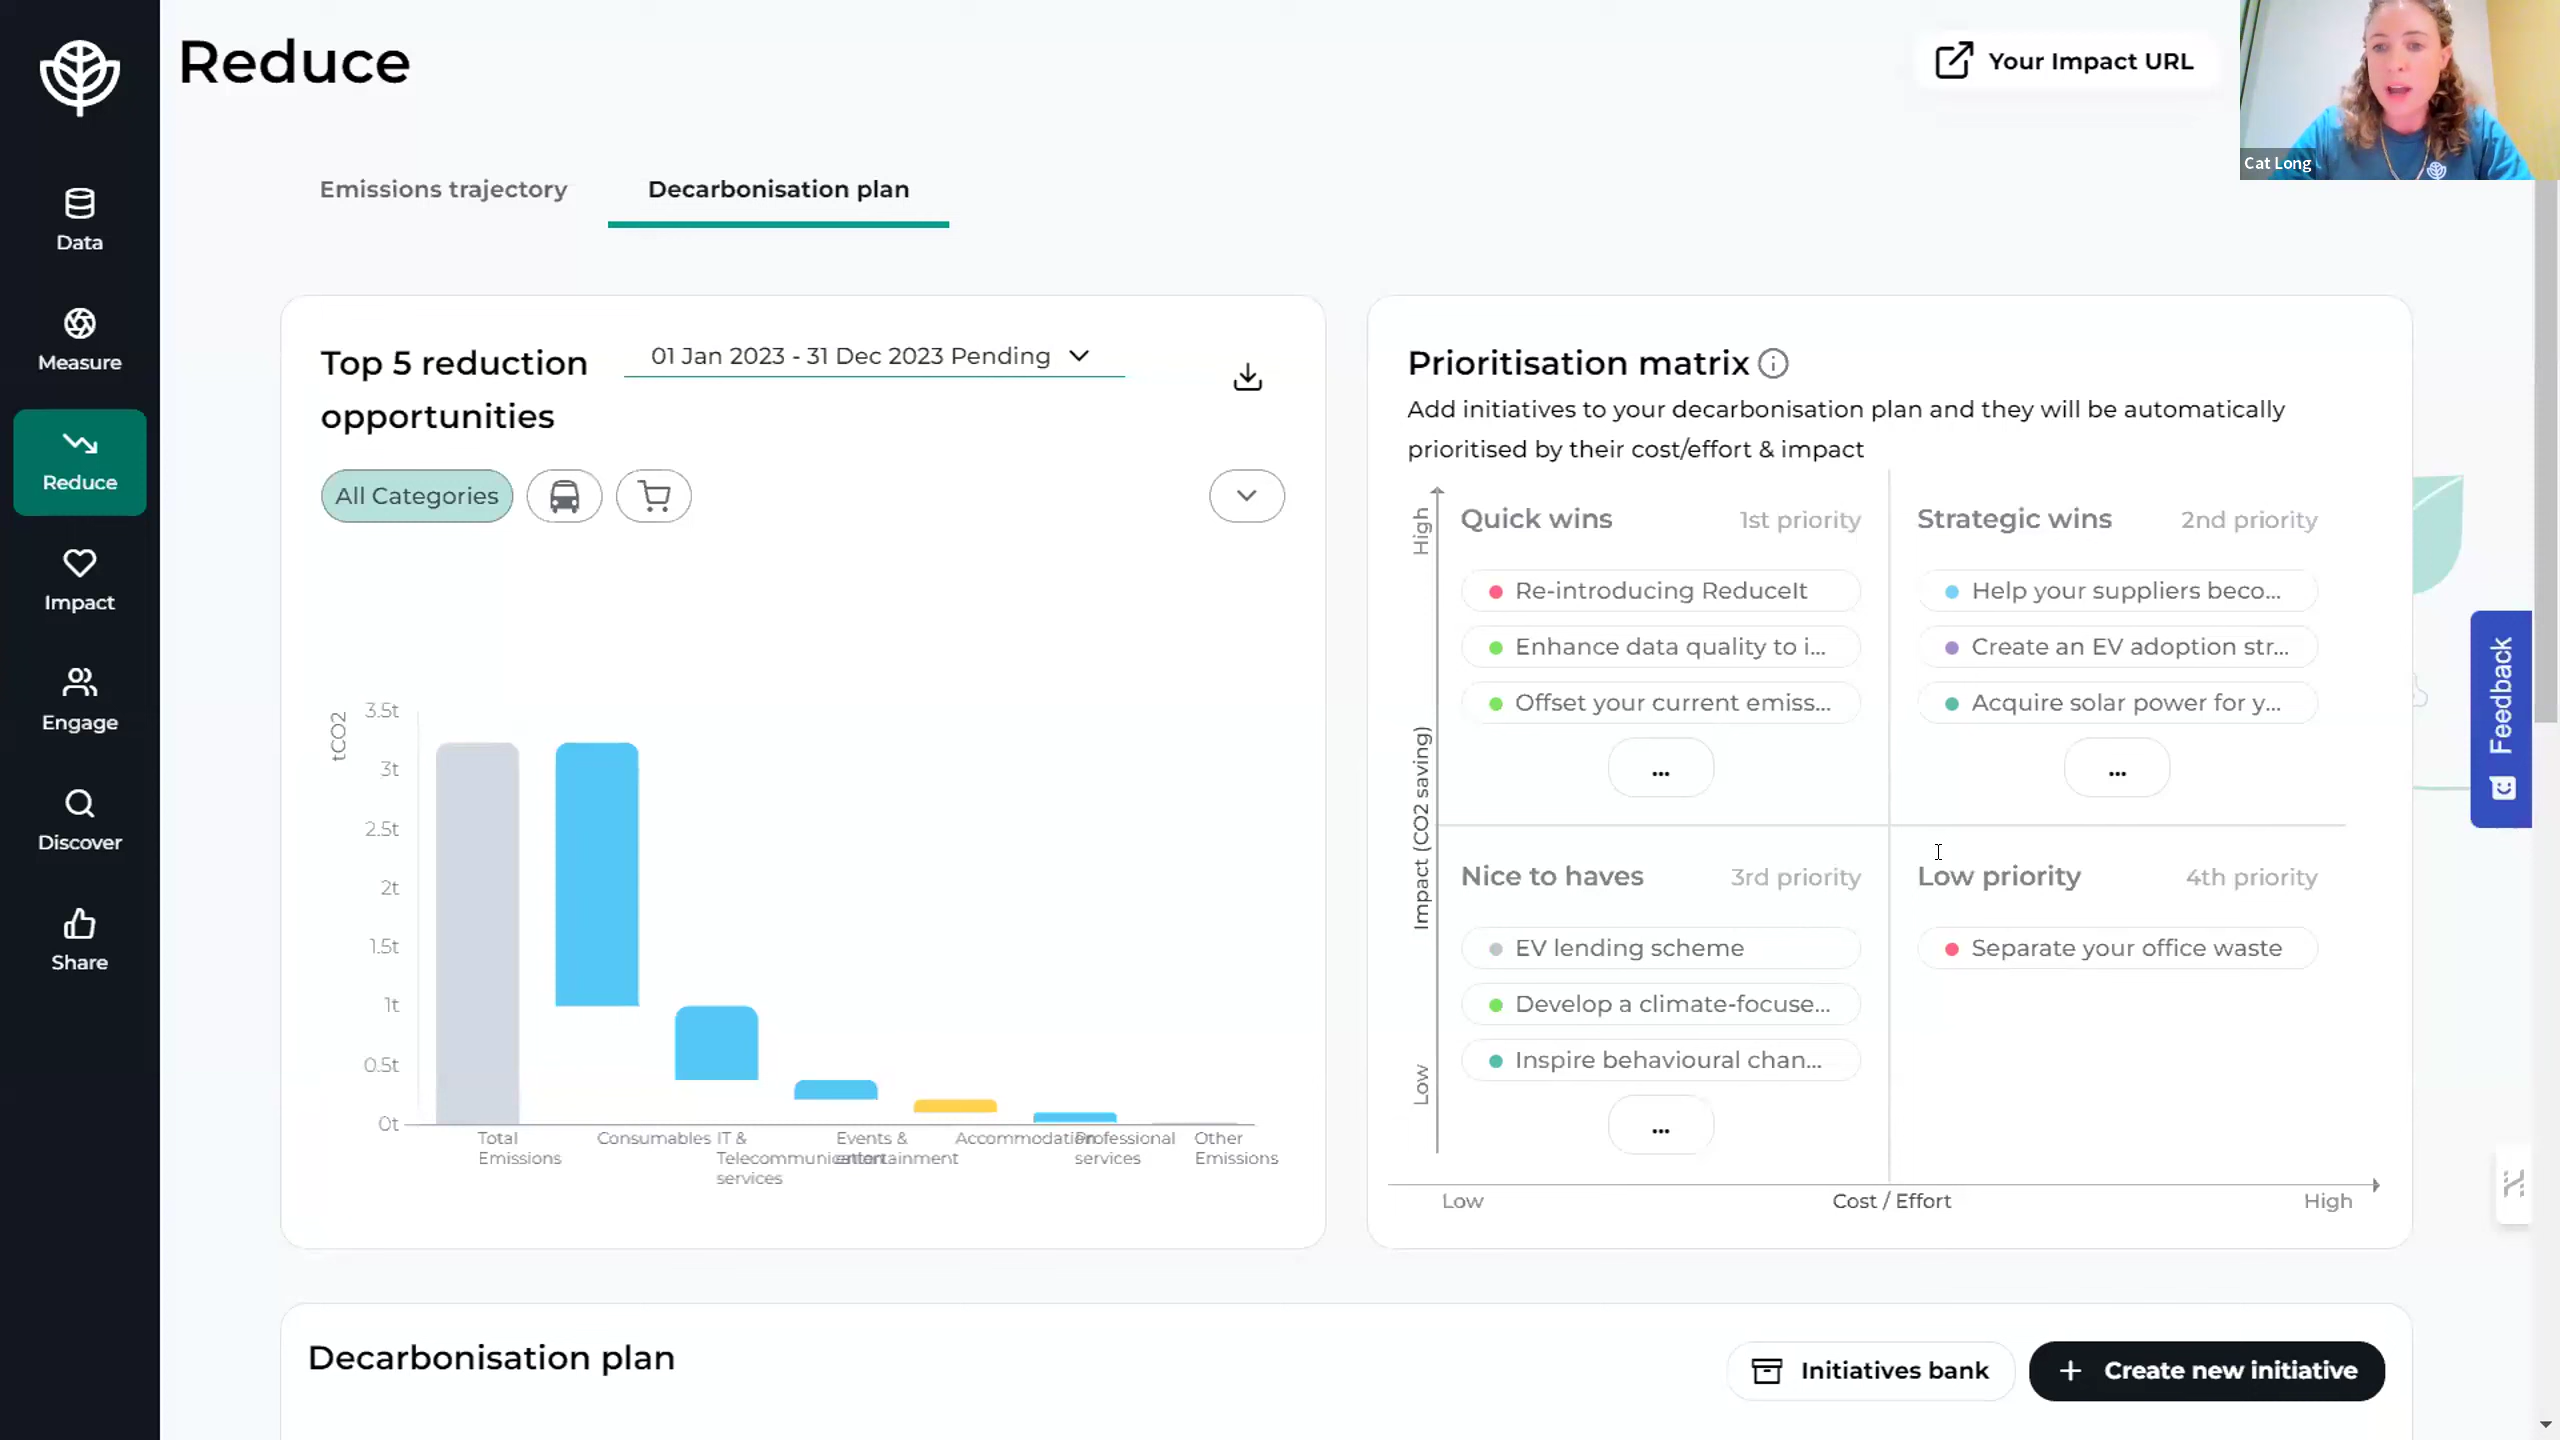 Reduce
Your Impact URL
Cat Long
Data
Measure
Reduce
Impact
Engage
Discover
Share
Emissions trajectory
Decarbonisation plan
Top 5 reduction
opportunities
01 Jan 2023 - 31 Dec 2023 Pending
All Categories
tCO2
3.5t
3t
2.5t
2t
1.5t
1t
0.5t
0t
Total
Emissions
Consumables
IT &
Telecommunication
services
Events &
entertainment
Accommodation
Professional
services
Other
Emissions
Prioritisation matrix
Add initiatives to your decarbonisation plan and they will be automatically
prioritised by their cost/effort & impact
High
Impact (CO2 saving)
Low
Quick wins
1st priority
Re-introducing ReduceIt
Enhance data quality to i...
Offset your current emiss...
...
Strategic wins
2nd priority
Help your suppliers beco...
Create an EV adoption str...
Acquire solar power for y...
...
Nice to haves
3rd priority
EV lending scheme
Develop a climate-focuse...
Inspire behavioural chan...
...
Low priority
4th priority
Separate your office waste
Low
Cost / Effort
High
Feedback
Decarbonisation plan
Initiatives bank
+ Create new initiative